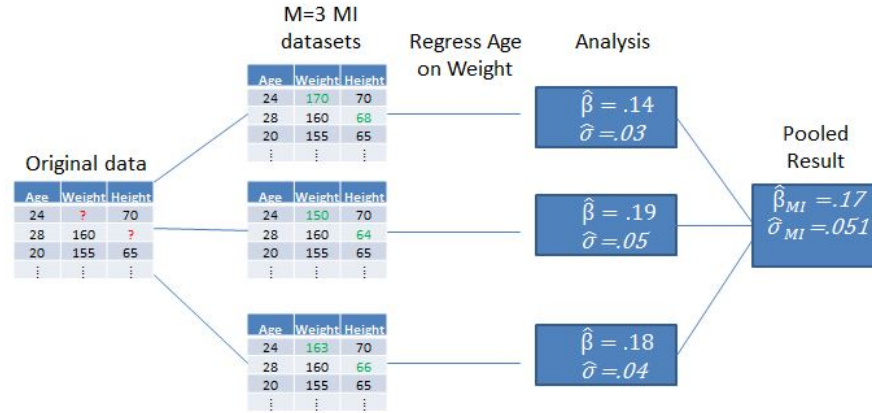 M=3 MI
datasets
Regress Age
on Weight
Analysis
Original data
Age Weight Height
24 ? 70
28 160 ?
20 155 65
⋮ ⋮ ⋮
Age Weight Height
24 170 70
28 160 68
20 155 65
⋮ ⋮ ⋮
Age Weight Height
24 150 70
28 160 64
20 155 65
⋮ ⋮ ⋮
Age Weight Height
24 163 70
28 160 66
20 155 65
⋮ ⋮ ⋮
β̂ = .14
σ̂ =.03
β̂ = .19
σ̂ =.05
β̂ = .18
σ̂ =.04
Pooled
Result
β̂MI =.17
σ̂MI =.051